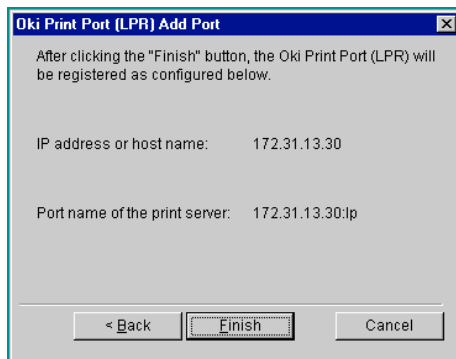 Oki Print Port (LPR) Add Port
After clicking the "Finish" button, the Oki Print Port (LPR) will
be registered as configured below.
IP address or host name: 172.31.13.30
Port name of the print server: 172.31.13.30:lp
< Back Finish Cancel